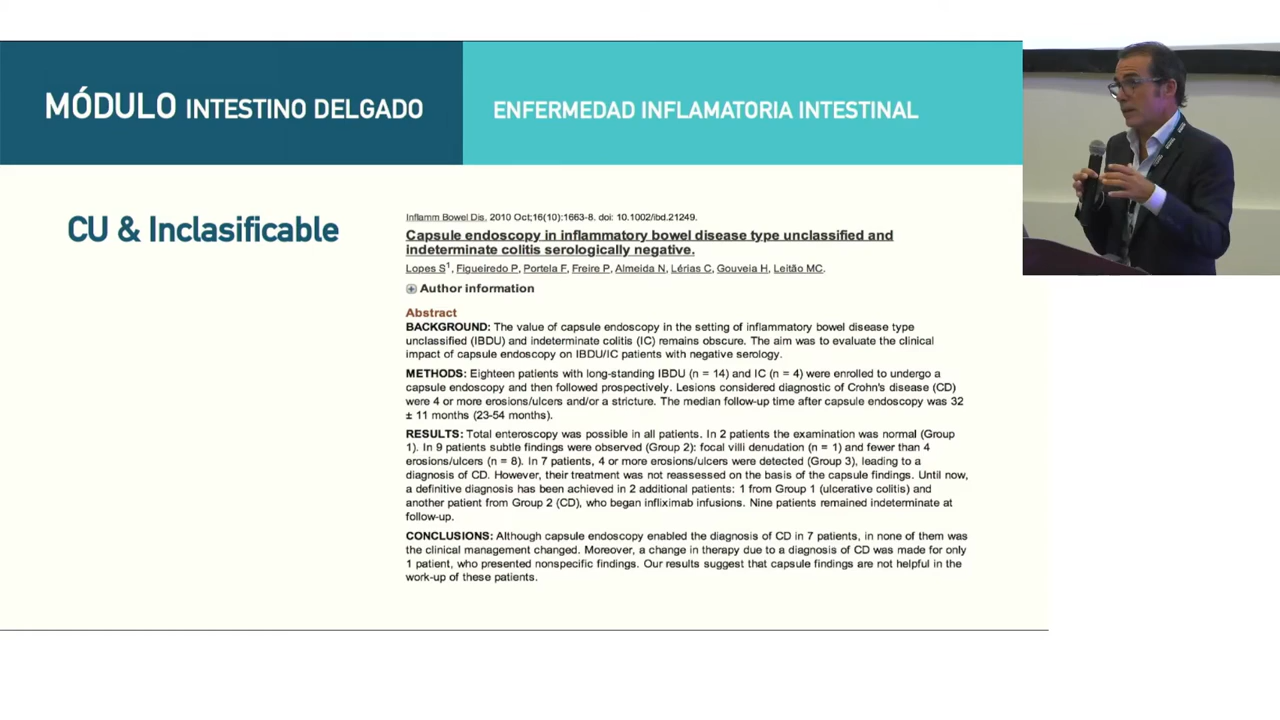 MÓDULO INTESTINO DELGADO
ENFERMEDAD INFLAMATORIA INTESTINAL
CU & Inclasificable
Inflamm Bowel Dis. 2010 Oct;16(10):1663-8. doi: 10.1002/ibd.21249.
Capsule endoscopy in inflammatory bowel disease type unclassified and
indeterminate colitis serologically negative.
Lopes S1, Figueiredo P, Portela F, Freire P, Almeida N, Lérias C, Gouveia H, Leitão MC.
Author information
Abstract
BACKGROUND: The value of capsule endoscopy in the setting of inflammatory bowel disease type
unclassified (IBDU) and indeterminate colitis (IC) remains obscure. The aim was to evaluate the clinical
impact of capsule endoscopy on IBDU/IC patients with negative serology.
METHODS: Eighteen patients with long-standing IBDU (n = 14) and IC (n = 4) were enrolled to undergo a
capsule endoscopy and then followed prospectively. Lesions considered diagnostic of Crohn's disease (CD)
were 4 or more erosions/ulcers and/or a stricture. The median follow-up time after capsule endoscopy was 32
± 11 months (23-54 months).
RESULTS: Total enteroscopy was possible in all patients. In 2 patients the examination was normal (Group
1). In 9 patients subtle findings were observed (Group 2): focal villi denudation (n = 1) and fewer than 4
erosions/ulcers (n = 8). In 7 patients, 4 or more erosions/ulcers were detected (Group 3), leading to a
diagnosis of CD. However, their treatment was not reassessed on the basis of the capsule findings. Until now,
a definitive diagnosis has been achieved in 2 additional patients: 1 from Group 1 (ulcerative colitis) and
another patient from Group 2 (CD), who began infliximab infusions. Nine patients remained indeterminate at
follow-up.
CONCLUSIONS: Although capsule endoscopy enabled the diagnosis of CD in 7 patients, in none of them was
the clinical management changed. Moreover, a change in therapy due to a diagnosis of CD was made for only
1 patient, who presented nonspecific findings. Our results suggest that capsule findings are not helpful in the
work-up of these patients.